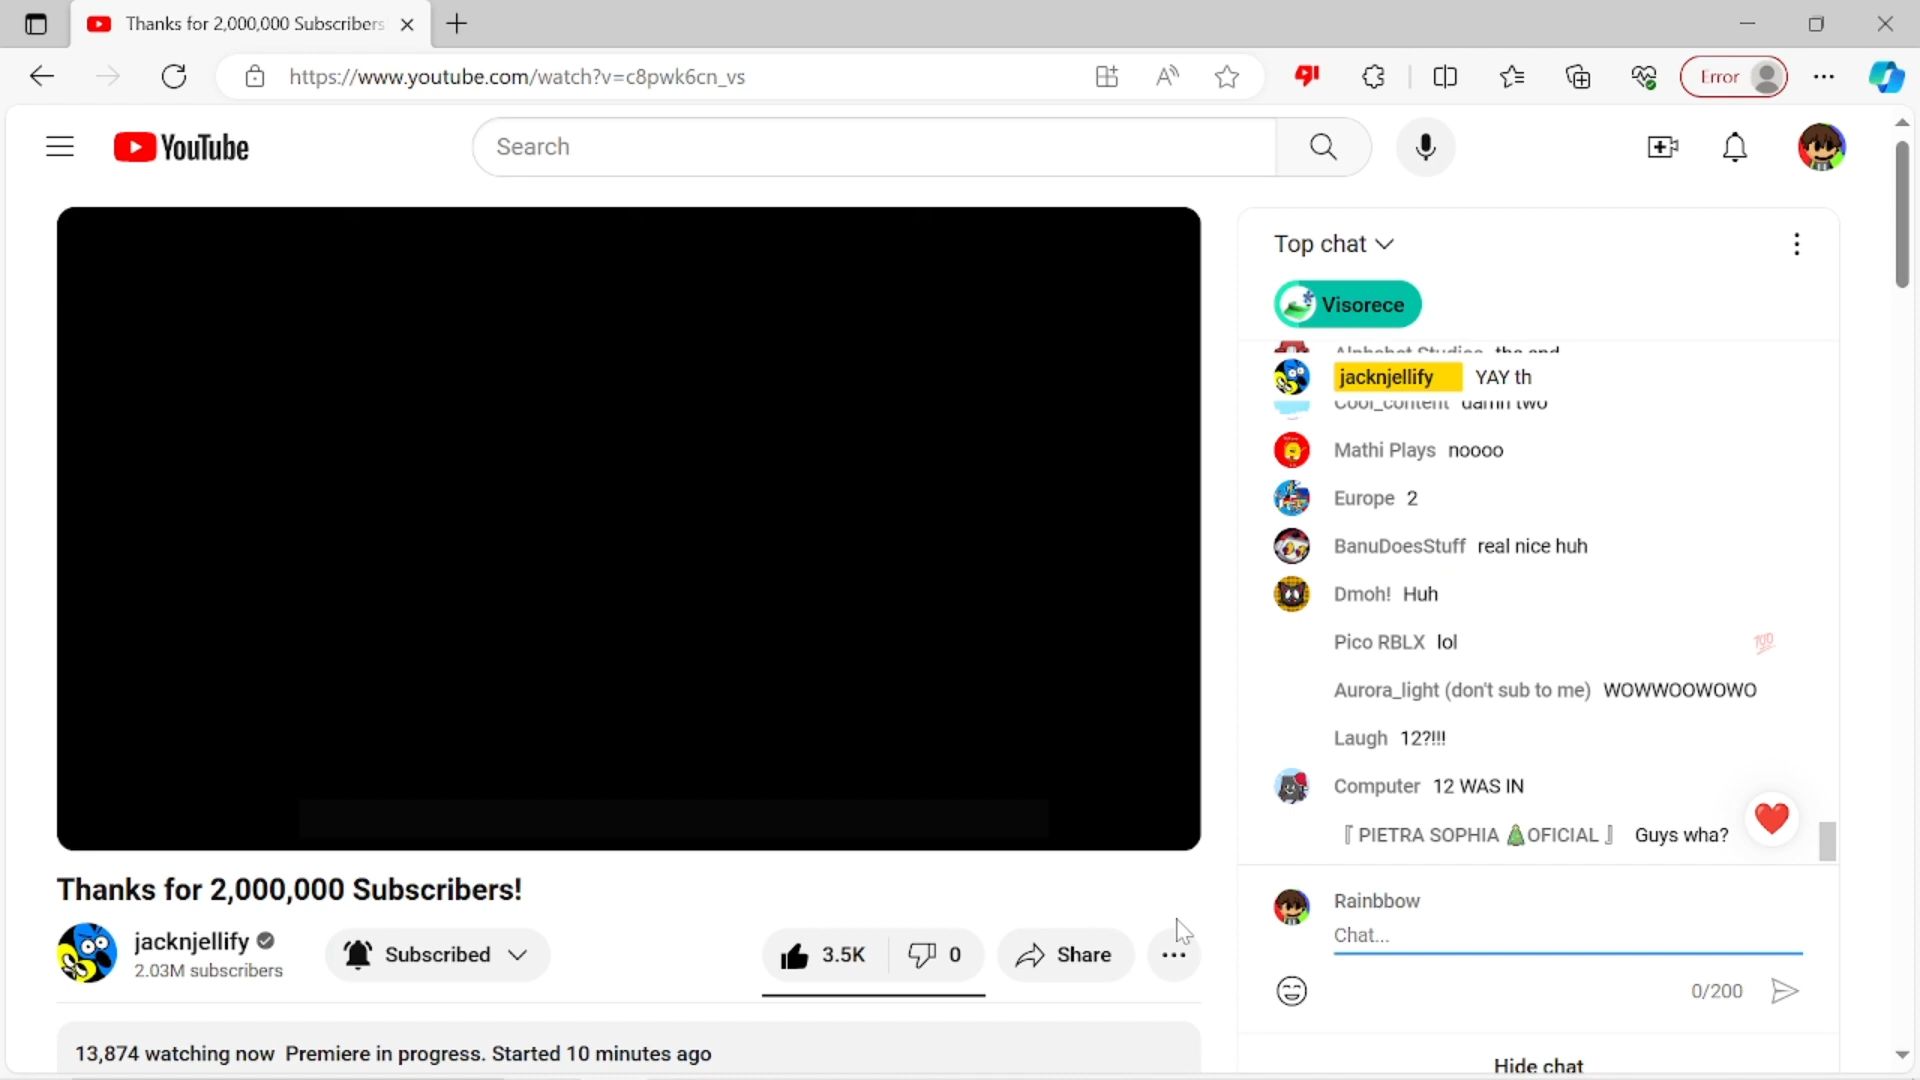 Thanks for 2,000,000 Subscribers
https://www.youtube.com/watch?v=c8pwk6cn_vs
Error
YouTube
Search
Top chat
Visorece
Alphabet Studios the end
jacknjellify YAY th
Cool_content damn two
Mathi Plays noooo
Europe 2
BanuDoesStuff real nice huh
Dmoh! Huh
Pico RBLX lol
💯
Aurora_light (don't sub to me) WOWWOOWOWO
Laugh 12?!!!
Computer 12 WAS IN
『 PIETRA SOPHIA 🎄OFICIAL 』 Guys wha?
Thanks for 2,000,000 Subscribers!
jacknjellify
2.03M subscribers
Subscribed
3.5K
0
Share
13,874 watching now Premiere in progress. Started 10 minutes ago
Rainbbow
Chat...
0/200
Hide chat